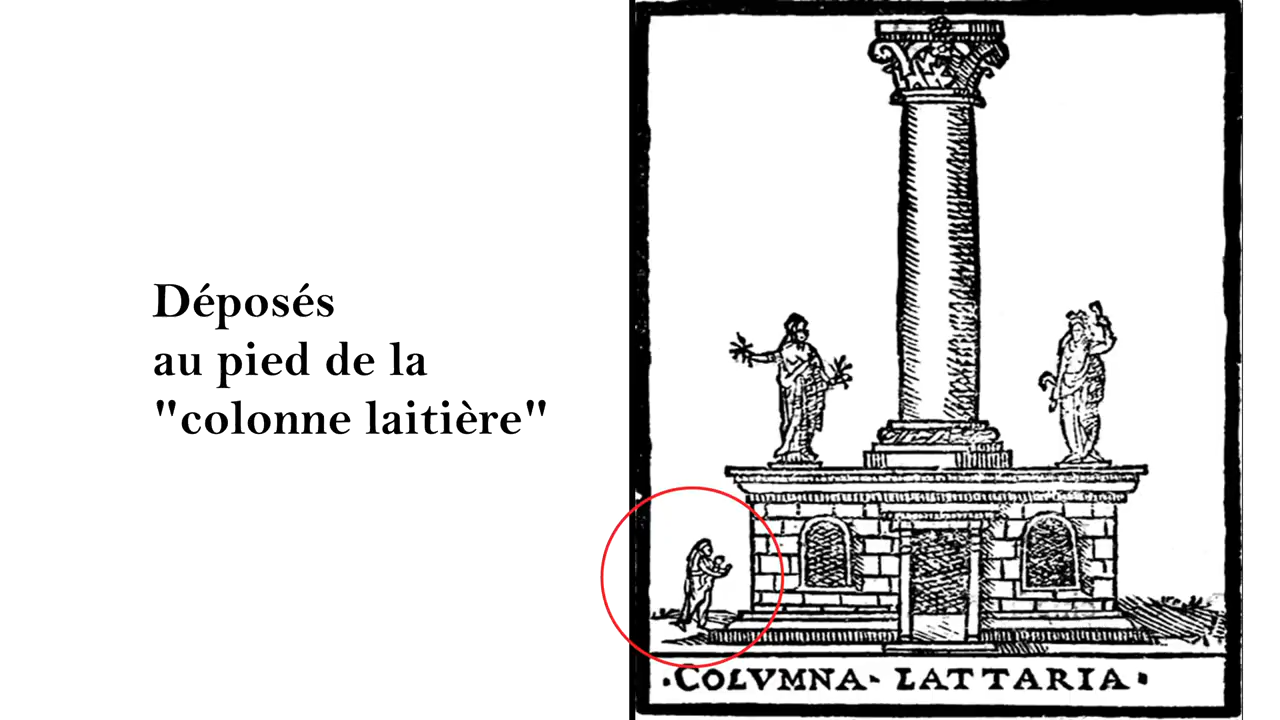 Déposés
au pied de la
"colonne laitière"
·COLVMNA· LATTARIA·